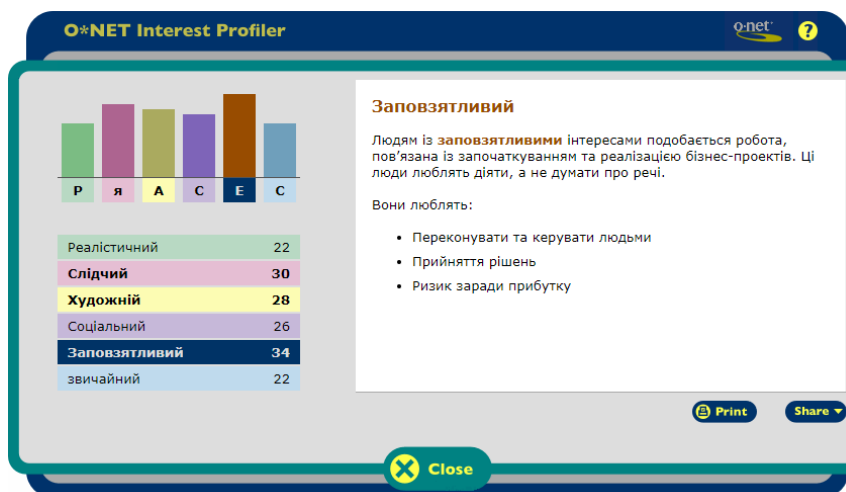 O*NET Interest Profiler
o·net
?
Р я А С Е С
Реалістичний 22
Слідчий 30
Художній 28
Соціальний 26
Заповзятливий 34
звичайний 22
Заповзятливий
Людям із заповзятливими інтересами подобається робота,
пов’язана із започаткуванням та реалізацією бізнес-проектів. Ці
люди люблять діяти, а не думати про речі.
Вони люблять:
• Переконувати та керувати людьми
• Прийняття рішень
• Ризик заради прибутку
Print
Share
Close